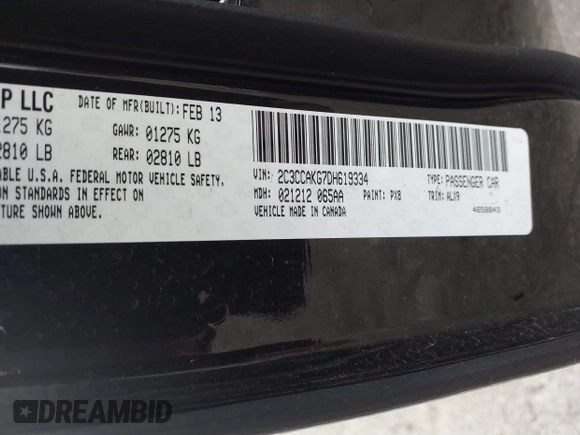 P LLC DATE OF MFR(BUILT): FEB 13
1275 KG GAWR: 01275 KG
2810 LB REAR: 02810 LB
ABLE U.S.A. FEDERAL MOTOR VEHICLE SAFETY,
ON STANDARDS IN EFFECT ON
TURE SHOWN ABOVE.
VIN: 2C3CCAKG7DH619334 TYPE: PASSENGER CAR
MDH: 021212 065AA PAINT: PX8 TRIM: ALX9
VEHICLE MADE IN CANADA 4658843
DREAMBID